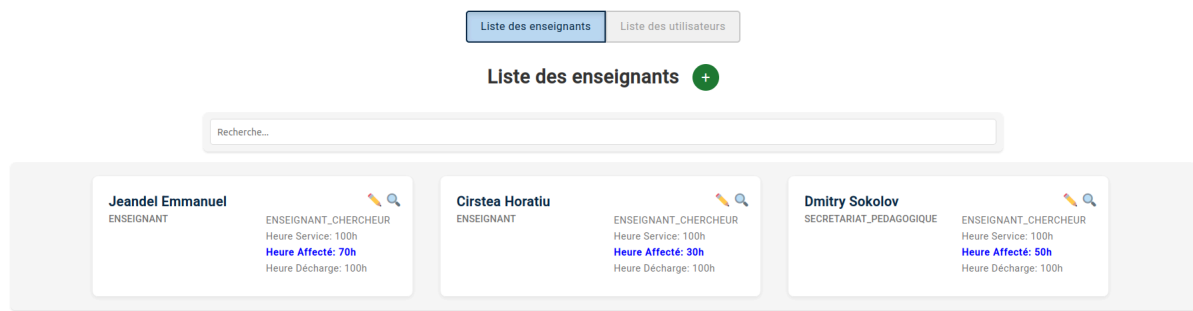 Liste des enseignants Liste des utilisateurs
Liste des enseignants +
Recherche...
Jeandel Emmanuel
ENSEIGNANT
ENSEIGNANT_CHERCHEUR
Heure Service: 100h
Heure Affecté: 70h
Heure Décharge: 100h
Cirstea Horatiu
ENSEIGNANT
ENSEIGNANT_CHERCHEUR
Heure Service: 100h
Heure Affecté: 30h
Heure Décharge: 100h
Dmitry Sokolov
SECRETARIAT_PEDAGOGIQUE
ENSEIGNANT_CHERCHEUR
Heure Service: 100h
Heure Affecté: 50h
Heure Décharge: 100h